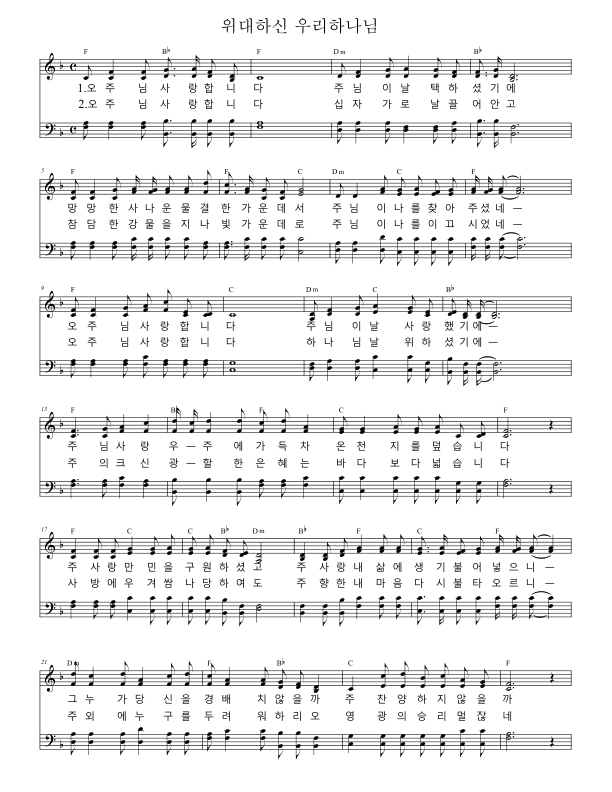 위대하신 우리하나님
F B♭ F Dm B♭
1.오 주 님 사 랑합 니 다 주 님 이 날 택 하 셨기에
2.오 주 님 사 랑합 니 다 십 자 가로 날끌 어 안고
5
F F C Dm F
망 망 한 사나운물결 한 가운 데서 주 님 이나 를찾 아 주셨네ㅡ
참 담 한 강물을지나 빛 가운 데로 주 님 이나 를이 끄 시었네ㅡ
9
F C Dm G B♭
오 주 님 사 랑 합 니 다 주 님 이 날 사 랑 했기에ㅡ
오 주 님 사 랑 합 니 다 하 나 님 날 위 하 셨기에ㅡ
13
F B♭ F C F
주 님 사 랑 우ㅡ주 에 가 득 차 온 천 지 를 덮 습 니 다
주 의 크 신 광ㅡ할 한 은 혜 는 바 다 보 다 넓 습 니 다
17
F C C B♭ Dm B♭ F C F
주 사랑 만 민을 구 원하 셨고 주 사랑 내 삶에 생 기불 어 넣으니ㅡ
사 방에 우 겨쌈 나 당하 여도 주 향한 내 마음 다 시불 타 오르니ㅡ
21
Dm F B♭ C F
그 누 가 당 신 을 경 배 치 않 을 까 주 찬 양 하 지 않 을 까
주 외 에 누 구 를 두 려 워 하 리 오 영 광 의 승 리 멀 잖 네